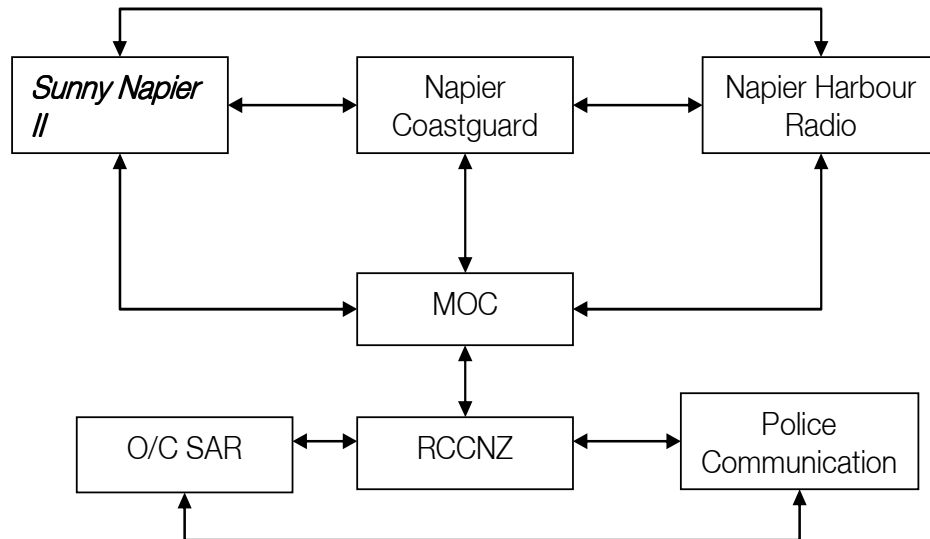 Sunny Napier
II
Napier
Coastguard
Napier Harbour
Radio
MOC
O/C SAR
RCCNZ
Police
Communication